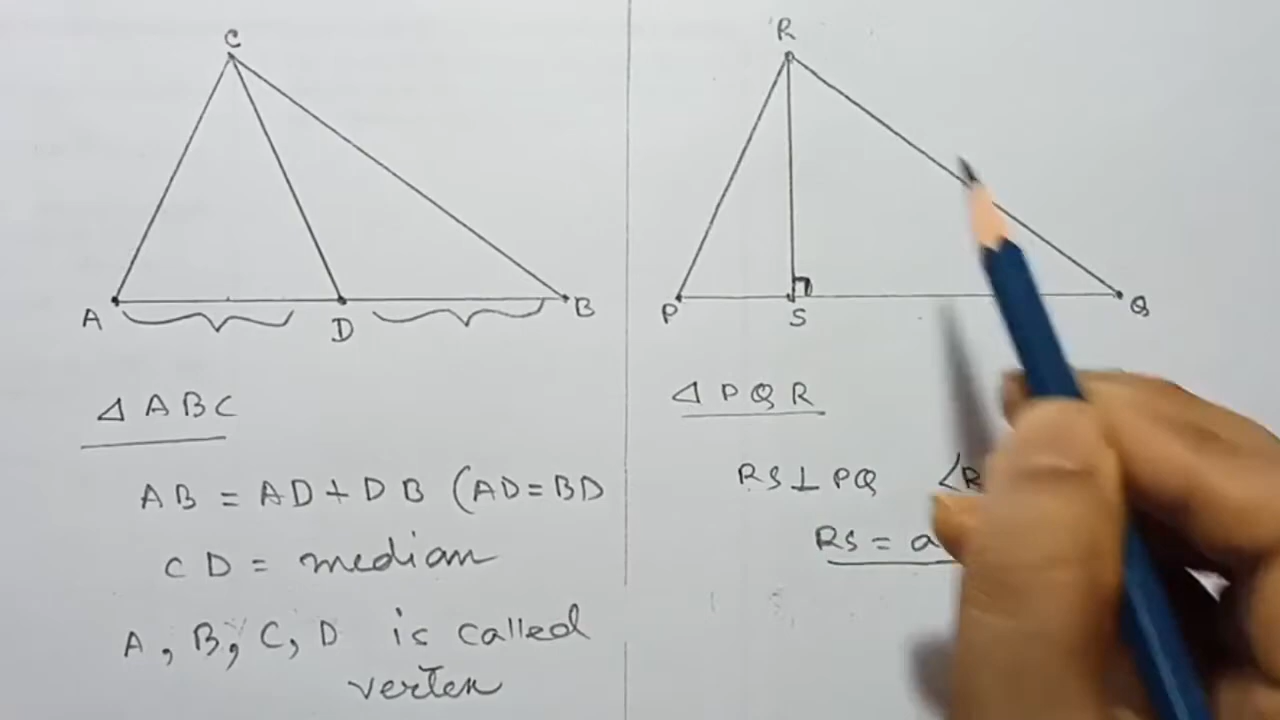 C
A
D
B
△ ABC
AB = AD + DB (AD = BD
CD = median
A, B, C, D is called
vertex
R
P
S
Q
△ PQR
RS ⊥ PQ
RS =